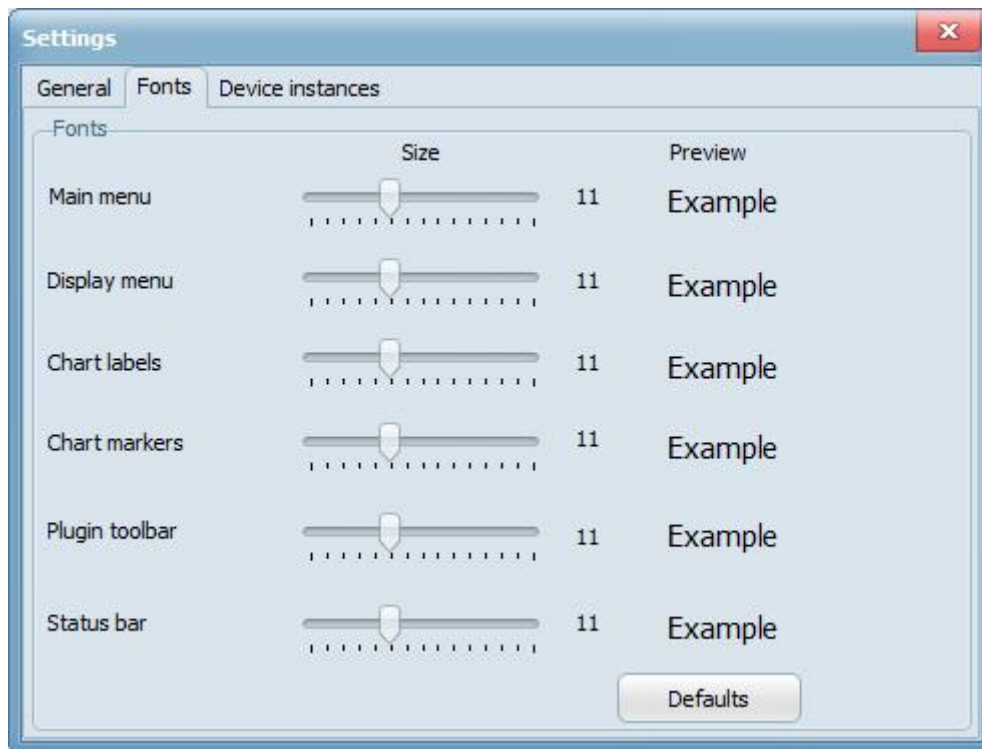 Settings
General Fonts Device instances
Fonts
Size Preview
Main menu 11 Example
Display menu 11 Example
Chart labels 11 Example
Chart markers 11 Example
Plugin toolbar 11 Example
Status bar 11 Example
Defaults